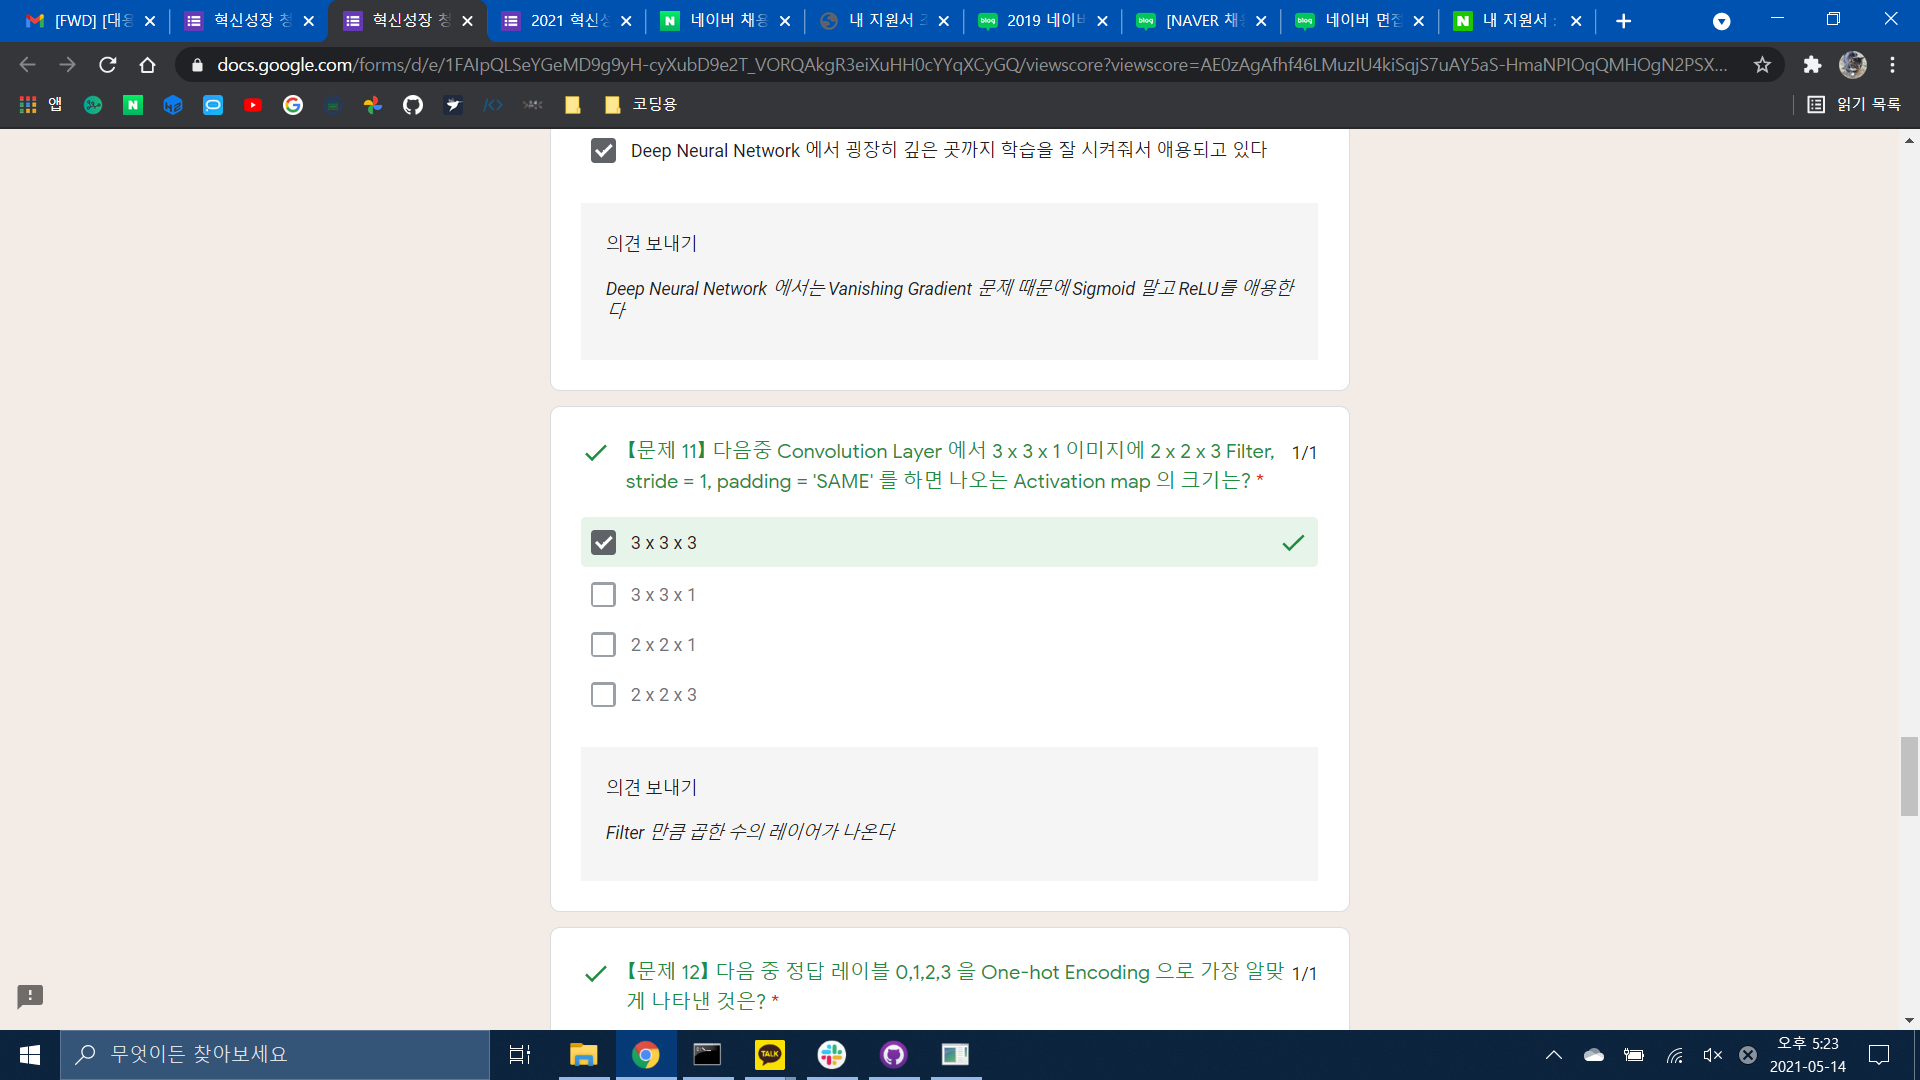 [FWD] [대응
혁신성장 청
혁신성장 청
2021 혁신성
네이버 채용
내 지원서 조
2019 네이버
[NAVER 채용
네이버 면접
내 지원서 :
docs.google.com/forms/d/e/1FAIpQLSeYGeMD9g9yH-cyXubD9e2T_VORQAkgR3eiXuHH0cYYqXCyGQ/viewscore?viewscore=AE0zAgAfhf46LMuzIU4kiSqjS7uAY5aS-HmaNPIOqQMHOgN2PSX...
앱
코딩용
읽기 목록
Deep Neural Network 에서 굉장히 깊은 곳까지 학습을 잘 시켜줘서 애용되고 있다
의견 보내기
Deep Neural Network 에서는 Vanishing Gradient 문제 때문에 Sigmoid 말고 ReLU를 애용한
다
【문제 11】 다음중 Convolution Layer 에서 3 x 3 x 1 이미지에 2 x 2 x 3 Filter, 1/1
stride = 1, padding = 'SAME' 를 하면 나오는 Activation map 의 크기는? *
3 x 3 x 3
3 x 3 x 1
2 x 2 x 1
2 x 2 x 3
의견 보내기
Filter 만큼 곱한 수의 레이어가 나온다
【문제 12】 다음 중 정답 레이블 0,1,2,3 을 One-hot Encoding 으로 가장 알맞 1/1
게 나타낸 것은? *
무엇이든 찾아보세요
TALK
오후 5:23
2021-05-14